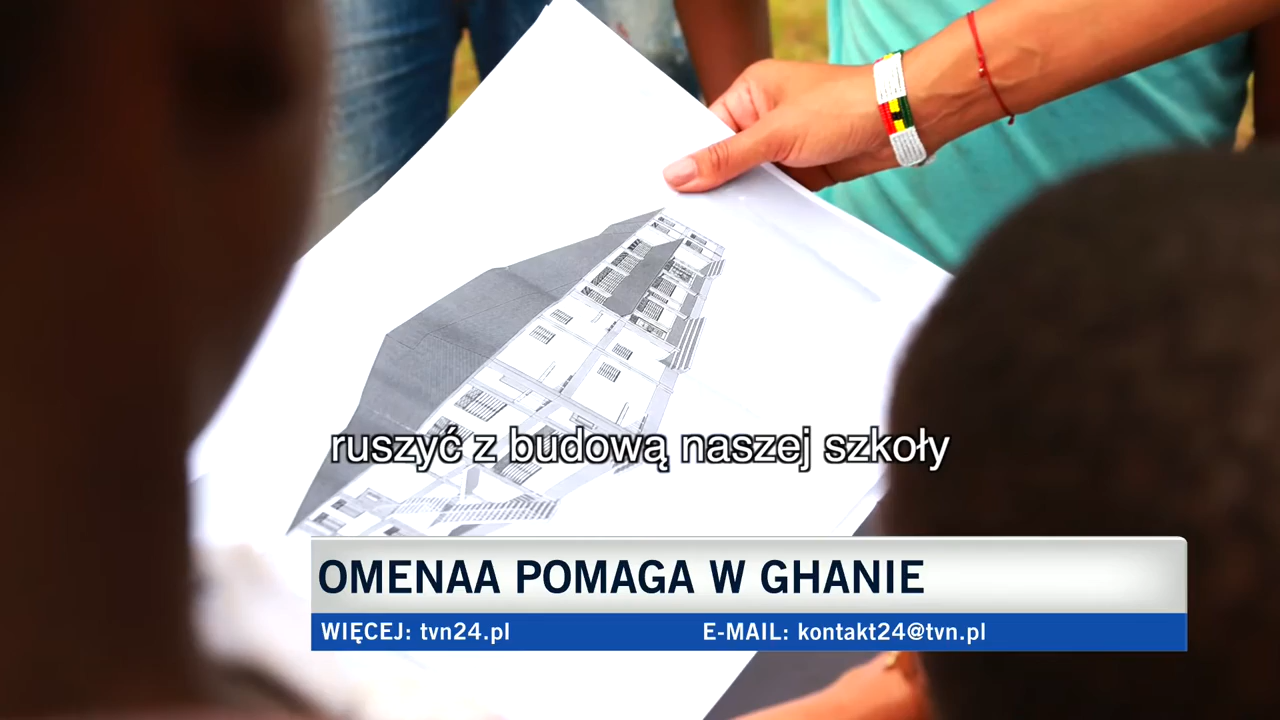 ruszyć z budową naszej szkoły
OMENAA POMAGA W GHANIE
WIĘCEJ: tvn24.pl E-MAIL: kontakt24@tvn.pl